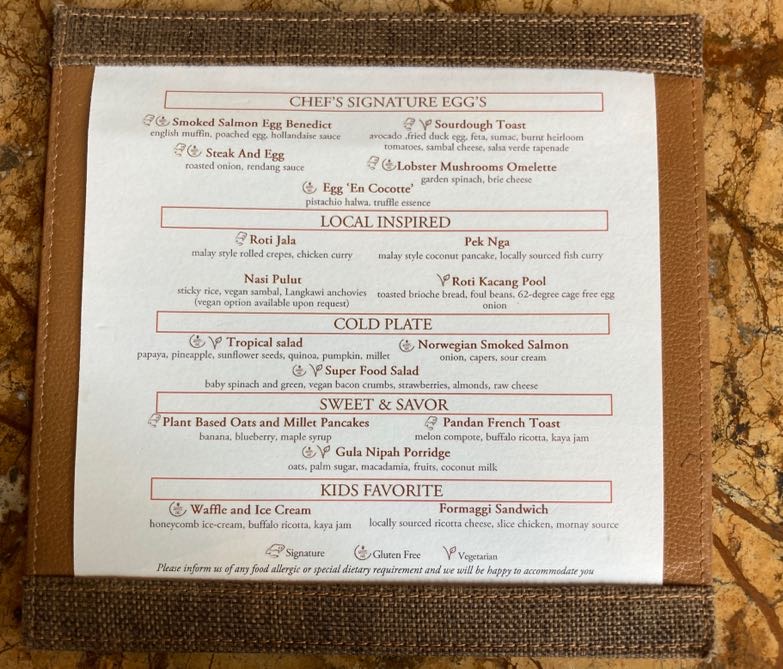 CHEF'S SIGNATURE EGG'S
Smoked Salmon Egg Benedict
english muffin, poached egg, hollandaise sauce
Sourdough Toast
avocado ,fried duck egg, feta, sumac, burnt heirloom
tomatoes, sambal cheese, salsa verde tapenade
Steak And Egg
roasted onion, rendang sauce
Lobster Mushrooms Omelette
garden spinach, brie cheese
Egg 'En Cocotte'
pistachio halwa, truffle essence
LOCAL INSPIRED
Roti Jala
malay style rolled crepes, chicken curry
Pek Nga
malay style coconut pancake, locally sourced fish curry
Nasi Pulut
sticky rice, vegan sambal, Langkawi anchovies
(vegan option available upon request)
Roti Kacang Pool
toasted brioche bread, foul beans, 62-degree cage free egg
onion
COLD PLATE
Tropical salad
papaya, pineapple, sunflower seeds, quinoa, pumpkin, millet
Norwegian Smoked Salmon
onion, capers, sour cream
Super Food Salad
baby spinach and green, vegan bacon crumbs, strawberries, almonds, raw cheese
SWEET & SAVOR
Plant Based Oats and Millet Pancakes
banana, blueberry, maple syrup
Pandan French Toast
melon compote, buffalo ricotta, kaya jam
Gula Nipah Porridge
oats, palm sugar, macadamia, fruits, coconut milk
KIDS FAVORITE
Waffle and Ice Cream
honeycomb ice-cream, buffalo ricotta, kaya jam
Formaggi Sandwich
locally sourced ricotta cheese, slice chicken, mornay source
Signature
Gluten Free
Vegetarian
Please inform us of any food allergic or special dietary requirement and we will be happy to accommodate you